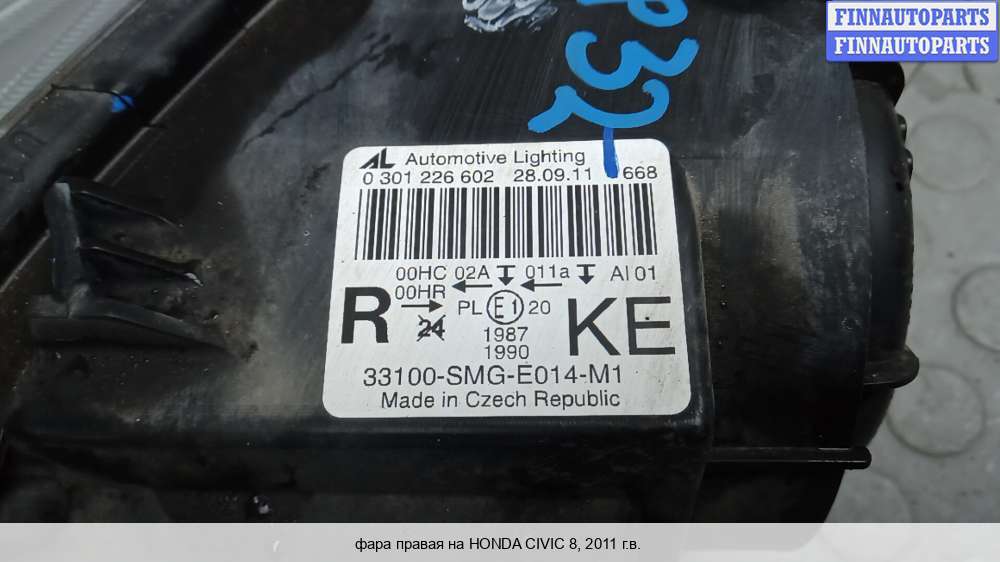 FINNAUTOPARTS
FINNAUTOPARTS
P32
AL Automotive Lighting
0 301 226 602 28.09.11 668
00HC 02A 011a AI 01
00HR
R PL E1 20 KE
24
1987
1990
33100-SMG-E014-M1
Made in Czech Republic
фара правая на HONDA CIVIC 8, 2011 г.в.